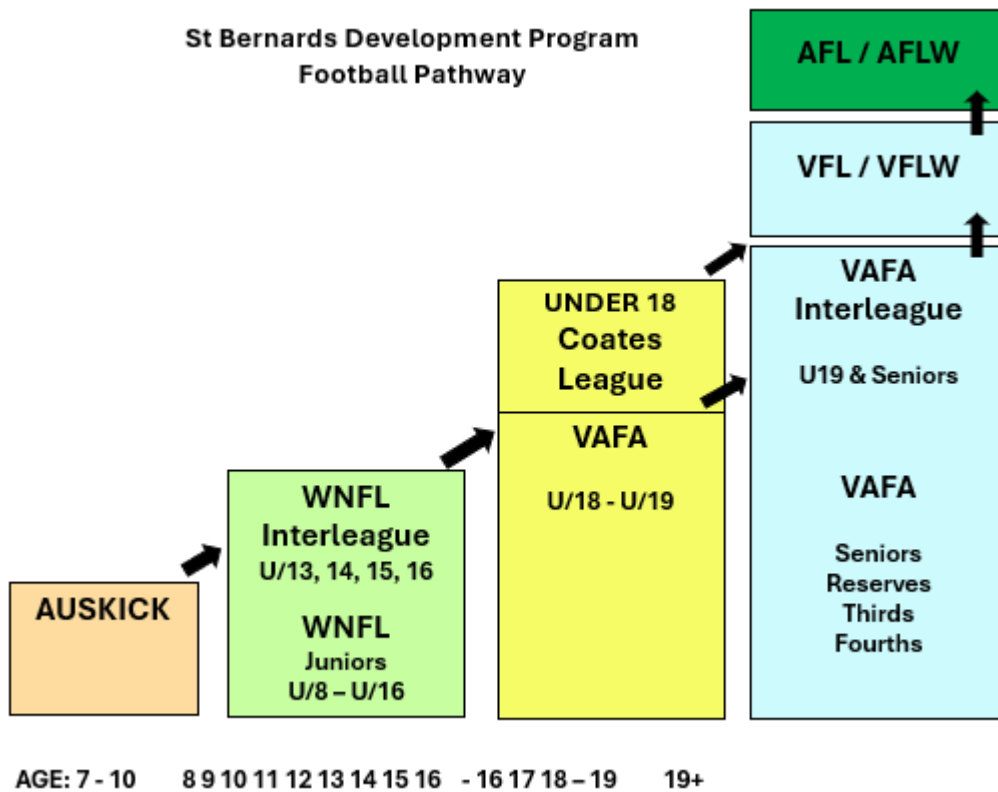 St Bernards Development Program
Football Pathway
AFL / AFLW
VFL / VFLW
VAFA
Interleague
U19 & Seniors
VAFA
Seniors
Reserves
Thirds
Fourths
UNDER 18
Coates
League
VAFA
U/18 - U/19
WNFL
Interleague
U/13, 14, 15, 16
WNFL
Juniors
U/8 – U/16
AUSKICK
AGE: 7 - 10 8 9 10 11 12 13 14 15 16 - 16 17 18 – 19 19+